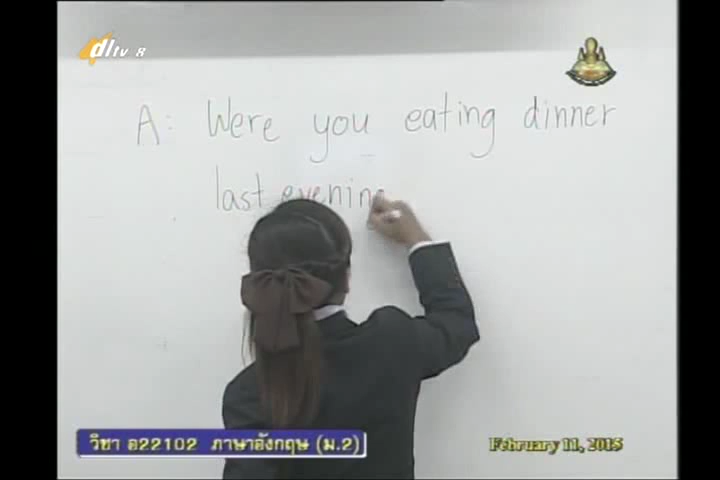 dltv 8
A: Were you eating dinner
last evening
วิชา อ22102 ภาษาอังกฤษ (ม.2)
February 11, 2015